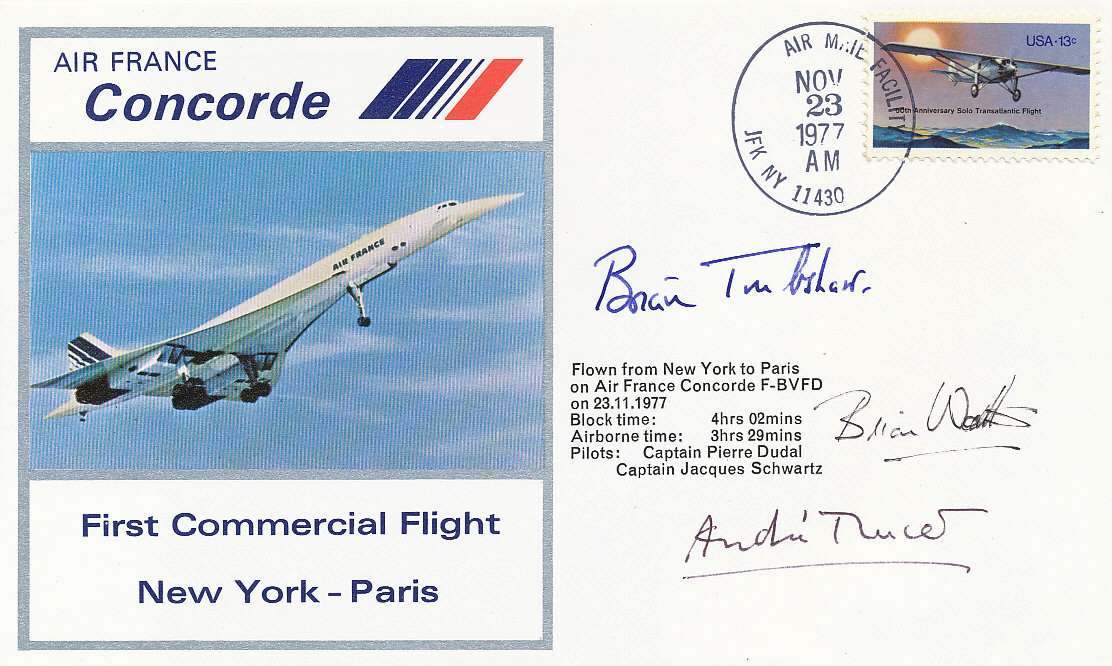 AIR FRANCE
Concorde
AIR FRANCE
First Commercial Flight
New York - Paris
AIR MAIL FACILITY
NOV
23
1977
AM
JFK NY 11430
USA·13c
50th Anniversary Solo Transatlantic Flight
Brian Trubshaw.
Flown from New York to Paris
on Air France Concorde F-BVFD
on 23.11.1977
Block time: 4hrs 02mins
Airborne time: 3hrs 29mins
Pilots: Captain Pierre Dudal
Captain Jacques Schwartz
Brian
André